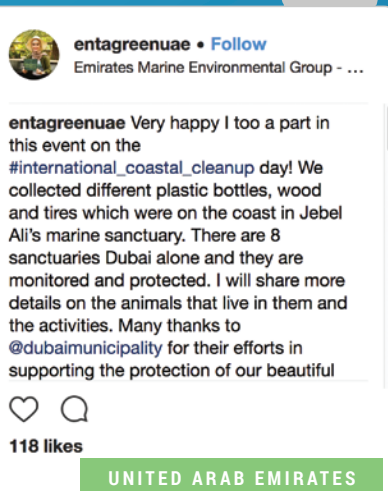 entagreenuae • Follow
Emirates Marine Environmental Group - ...
entagreenuae Very happy I too a part in
this event on the
#international_coastal_cleanup day! We
collected different plastic bottles, wood
and tires which were on the coast in Jebel
Ali's marine sanctuary. There are 8
sanctuaries Dubai alone and they are
monitored and protected. I will share more
details on the animals that live in them and
the activities. Many thanks to
@dubaimunicipality for their efforts in
supporting the protection of our beautiful
118 likes
UNITED ARAB EMIRATES